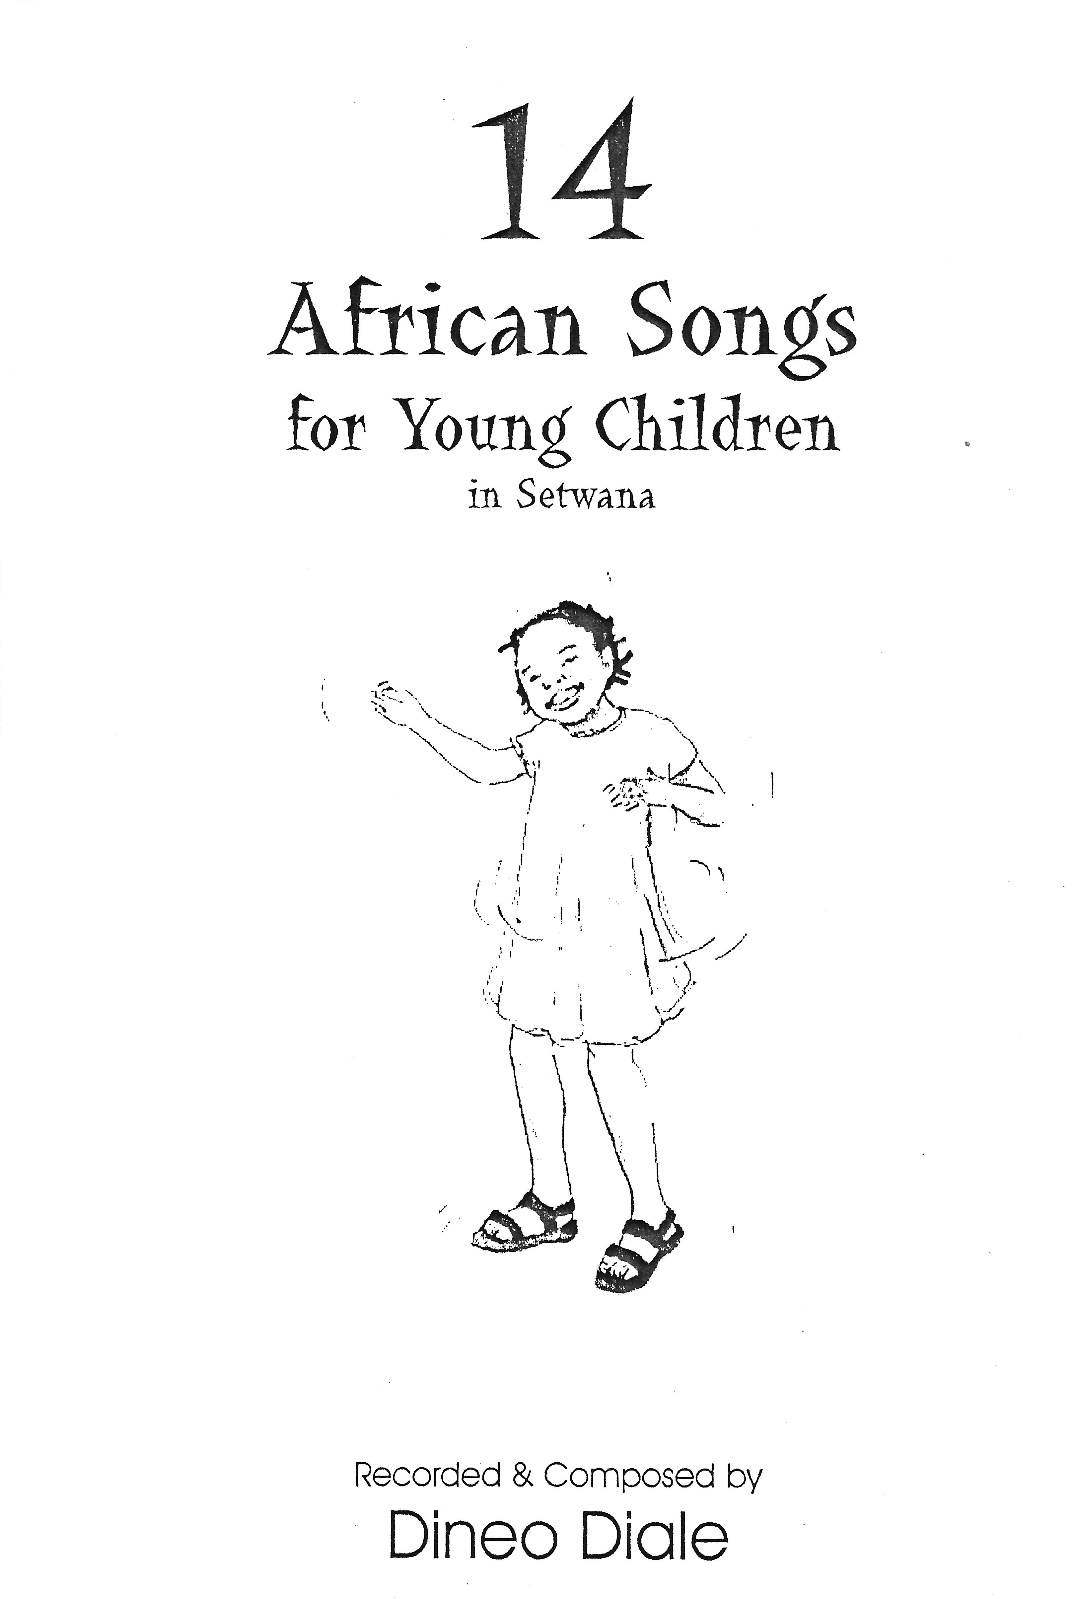 14
African Songs
for Young Children
in Setwana
Recorded & Composed by
Dineo Diale